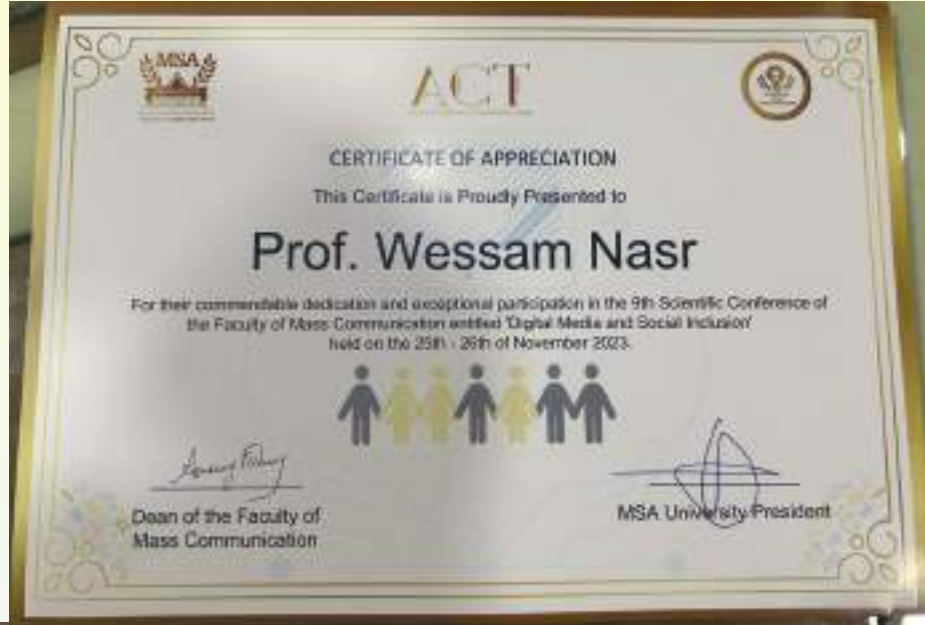 MSA
ACT
CERTIFICATE OF APPRECIATION
This Certificate is Proudly Presented to
Prof. Wessam Nasr
For their commendable dedication and exceptional participation in the 9th Scientific Conference of
the Faculty of Mass Communication entitled 'Digital Media and Social Inclusion'
held on the 25th - 26th of November 2023.
Dean of the Faculty of
Mass Communication
MSA University President